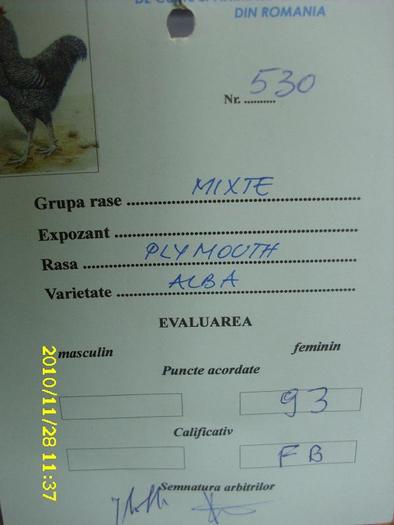 DIN ROMANIA
Nr. .......... 530
Grupa rase MIXTE
Expozant
Rasa PLYMOUTH
Varietate ALBA
EVALUAREA
masculin feminin
Puncte acordate
93
Calificativ
FB
Semnatura arbitrilor
2010/11/28 11:37